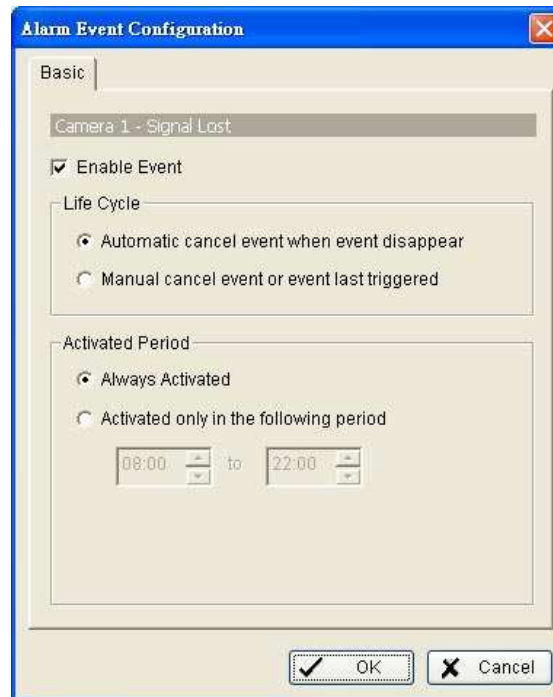 Alarm Event Configuration
Basic
Camera 1 - Signal Lost
Enable Event
Life Cycle
Automatic cancel event when event disappear
Manual cancel event or event last triggered
Activated Period
Always Activated
Activated only in the following period
08:00 to 22:00
OK Cancel